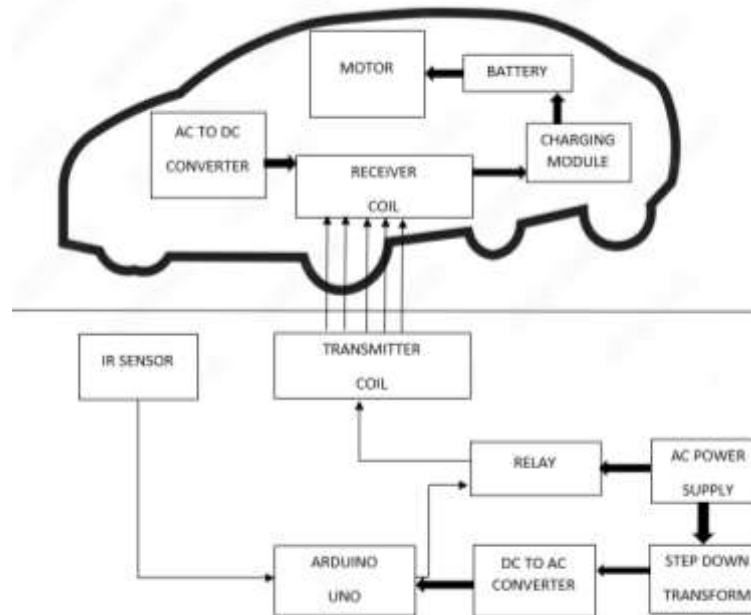 MOTOR
BATTERY
AC TO DC
CONVERTER
CHARGING
MODULE
RECEIVER
COIL
IR SENSOR
TRANSMITTER
COIL
RELAY
AC POWER
SUPPLY
ARDUINO
UNO
DC TO AC
CONVERTER
STEP DOWN
TRANSFORM